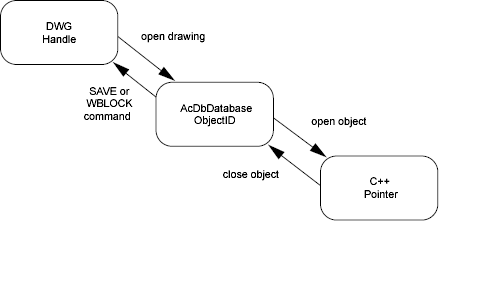 DWG
Handle
open drawing
SAVE or
WBLOCK
command
AcDbDatabase
ObjectID
open object
close object
C++
Pointer